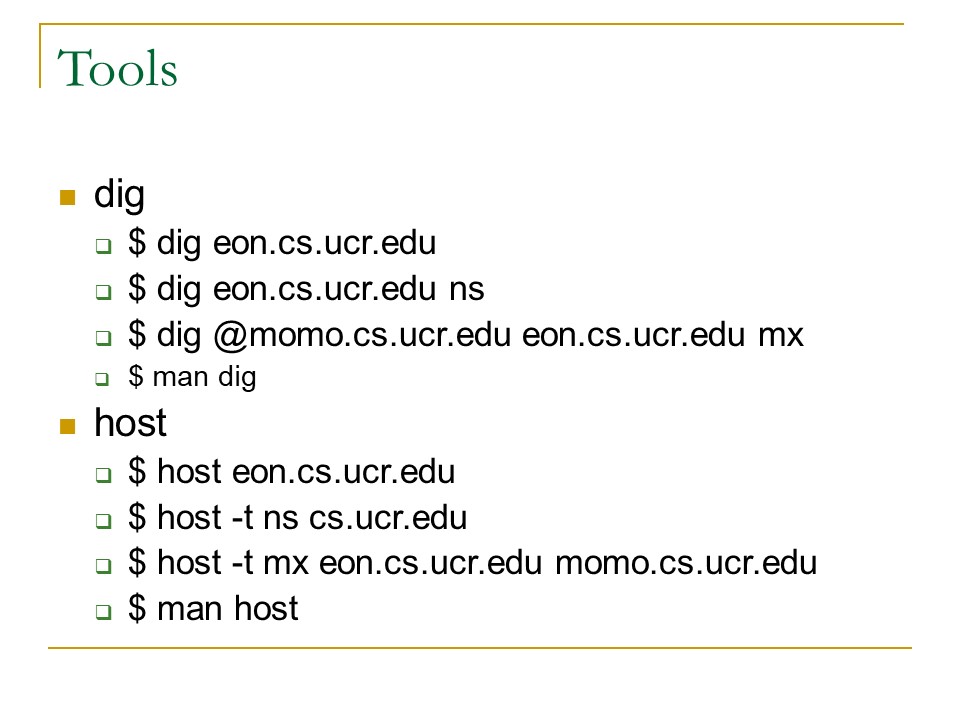 Tools
dig
$ dig eon.cs.ucr.edu
$ dig eon.cs.ucr.edu ns
$ dig @momo.cs.ucr.edu eon.cs.ucr.edu mx
$ man dig
host
$ host eon.cs.ucr.edu
$ host -t ns cs.ucr.edu
$ host -t mx eon.cs.ucr.edu momo.cs.ucr.edu
$ man host